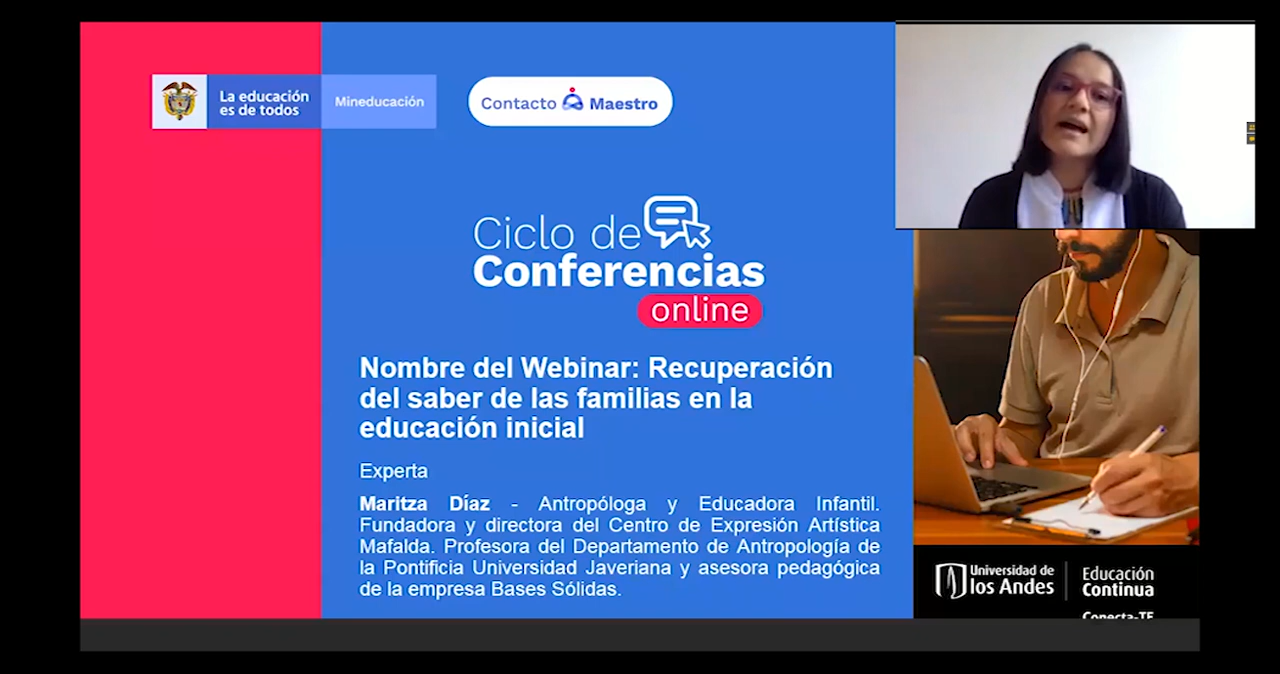 La educación
es de todos
Mineducación
Contacto Maestro
Ciclo de
Conferencias
online
Nombre del Webinar: Recuperación
del saber de las familias en la
educación inicial
Experta
Maritza Díaz - Antropóloga y Educadora Infantil.
Fundadora y directora del Centro de Expresión Artística
Mafalda. Profesora del Departamento de Antropología de
la Pontificia Universidad Javeriana y asesora pedagógica
de la empresa Bases Sólidas.
Universidad de
los Andes
Educación
Continua
Conecta-TE